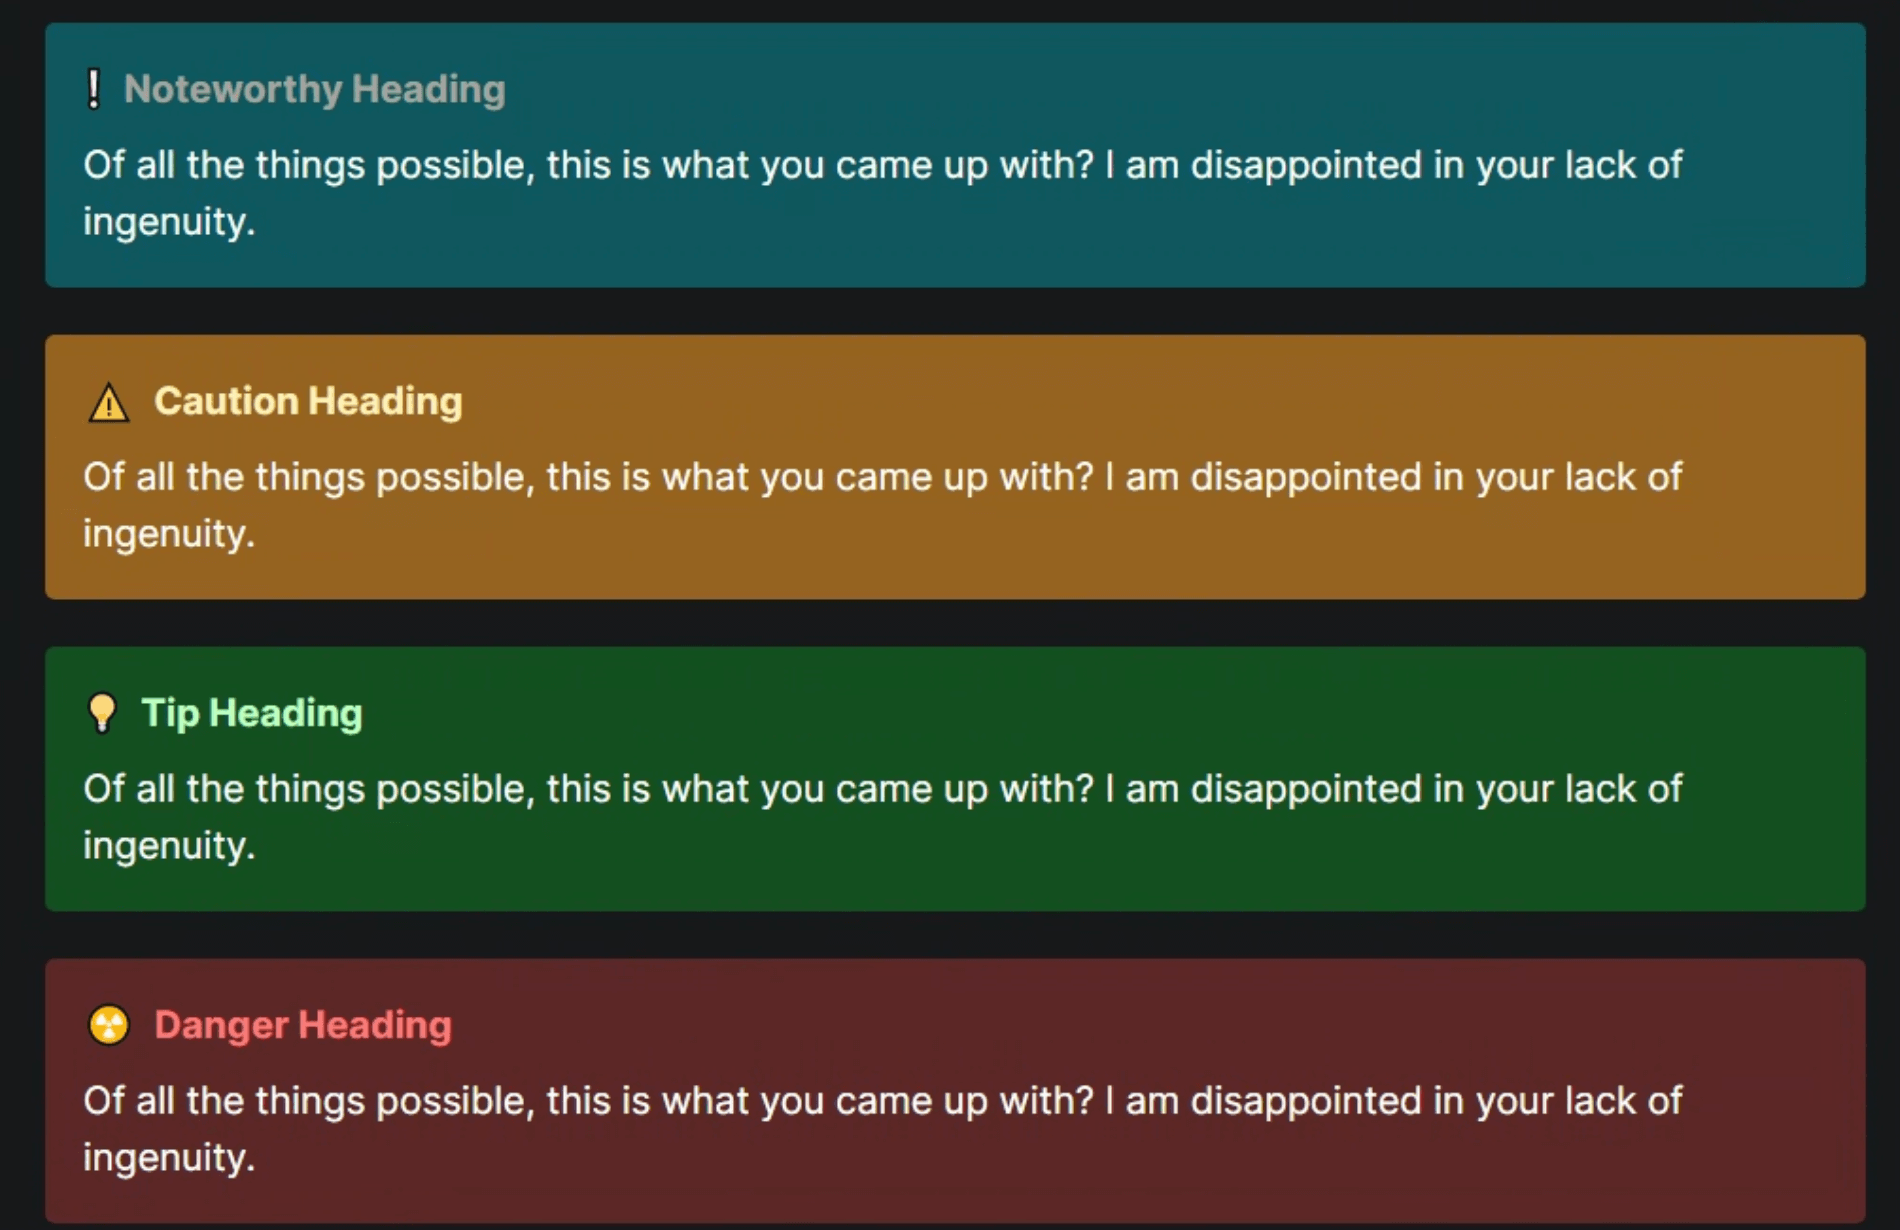 ❗ Noteworthy Heading
Of all the things possible, this is what you came up with? I am disappointed in your lack of
ingenuity.
⚠ Caution Heading
Of all the things possible, this is what you came up with? I am disappointed in your lack of
ingenuity.
💡 Tip Heading
Of all the things possible, this is what you came up with? I am disappointed in your lack of
ingenuity.
☢ Danger Heading
Of all the things possible, this is what you came up with? I am disappointed in your lack of
ingenuity.